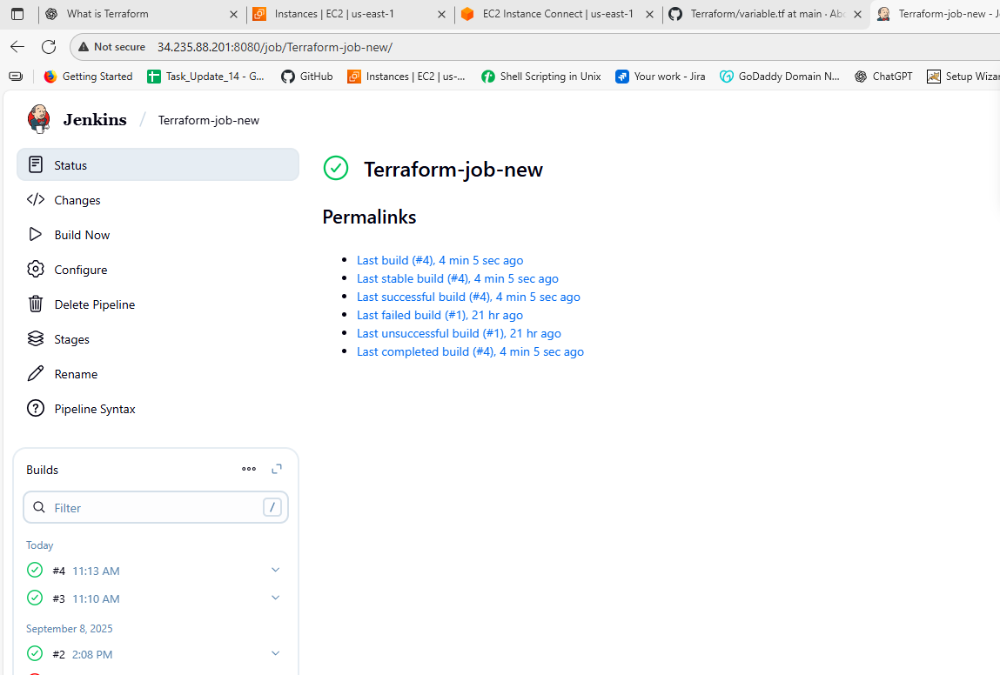 What is Terraform
Instances | EC2 | us-east-1
EC2 Instance Connect | us-east-1
Terraform/variable.tf at main · Abd
Terraform-job-new - Je
Not secure
34.235.88.201:8080/job/Terraform-job-new/
Getting Started
Task_Update_14 - G...
GitHub
Instances | EC2 | us-...
Shell Scripting in Unix
Your work - Jira
GoDaddy Domain N...
ChatGPT
Setup Wizar
Jenkins / Terraform-job-new
Status
Changes
Build Now
Configure
Delete Pipeline
Stages
Rename
Pipeline Syntax
Terraform-job-new
Permalinks
Last build (#4), 4 min 5 sec ago
Last stable build (#4), 4 min 5 sec ago
Last successful build (#4), 4 min 5 sec ago
Last failed build (#1), 21 hr ago
Last unsuccessful build (#1), 21 hr ago
Last completed build (#4), 4 min 5 sec ago
Builds
Filter /
Today
#4 11:13 AM
#3 11:10 AM
September 8, 2025
#2 2:08 PM